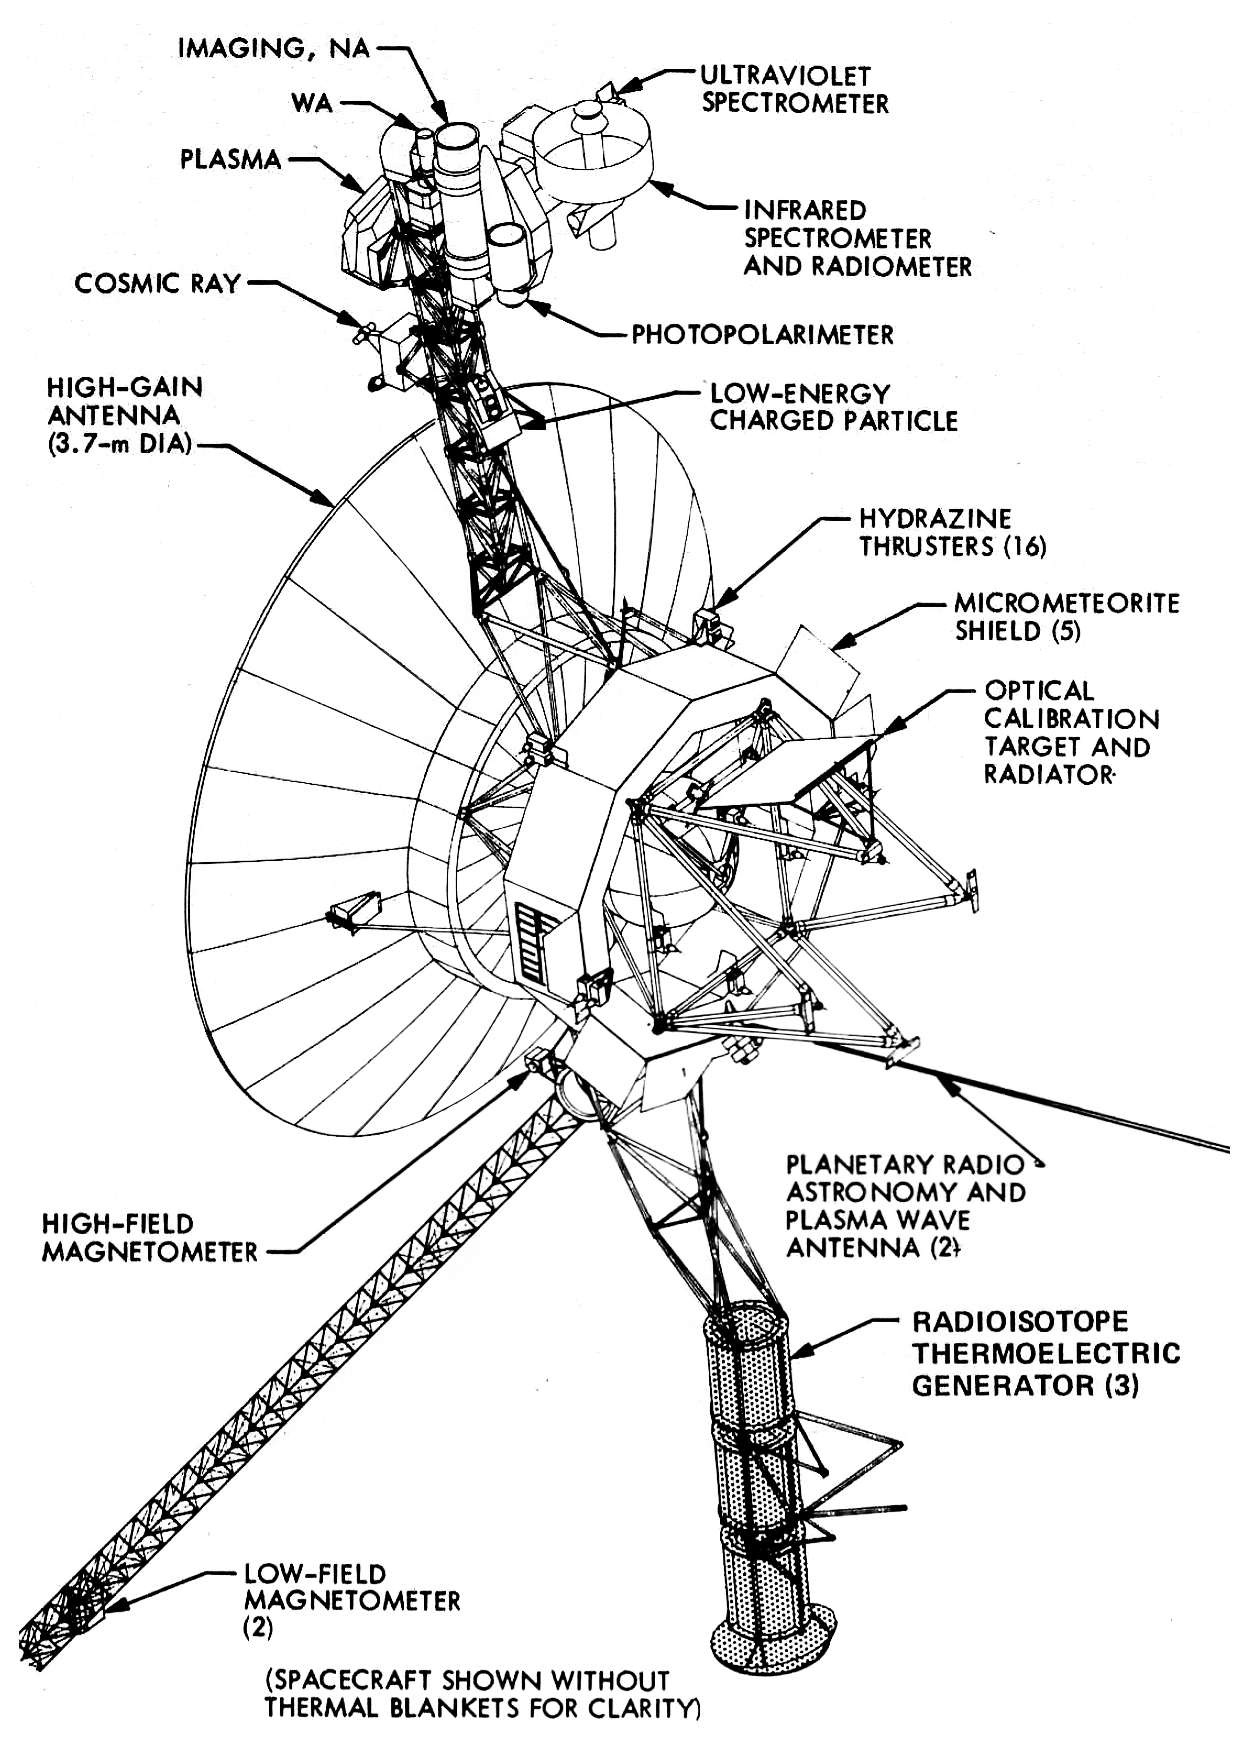 IMAGING, NA
WA
PLASMA
COSMIC RAY
HIGH-GAIN
ANTENNA
(3.7-m DIA)
ULTRAVIOLET
SPECTROMETER
INFRARED
SPECTROMETER
AND RADIOMETER
PHOTOPOLARIMETER
LOW-ENERGY
CHARGED PARTICLE
HYDRAZINE
THRUSTERS (16)
MICROMETEORITE
SHIELD (5)
OPTICAL
CALIBRATION
TARGET AND
RADIATOR
PLANETARY RADIO
ASTRONOMY AND
PLASMA WAVE
ANTENNA (2)
HIGH-FIELD
MAGNETOMETER
RADIOISOTOPE
THERMOELECTRIC
GENERATOR (3)
LOW-FIELD
MAGNETOMETER
(2)
(SPACECRAFT SHOWN WITHOUT
THERMAL BLANKETS FOR CLARITY)